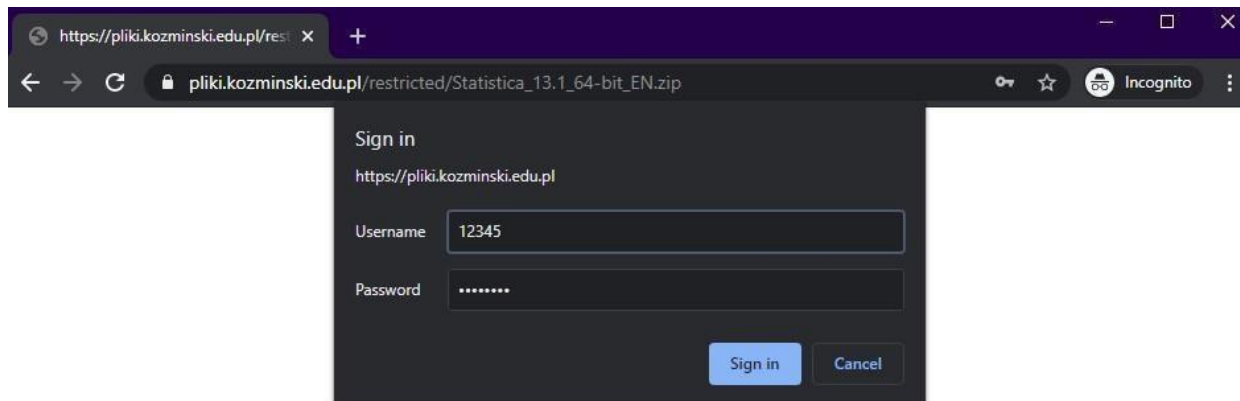 https://pliki.kozminski.edu.pl/rest
pliki.kozminski.edu.pl/restricted/Statistica_13.1_64-bit_EN.zip Incognito
Sign in
https://pliki.kozminski.edu.pl
Username 12345
Password ••••••••
Sign in Cancel